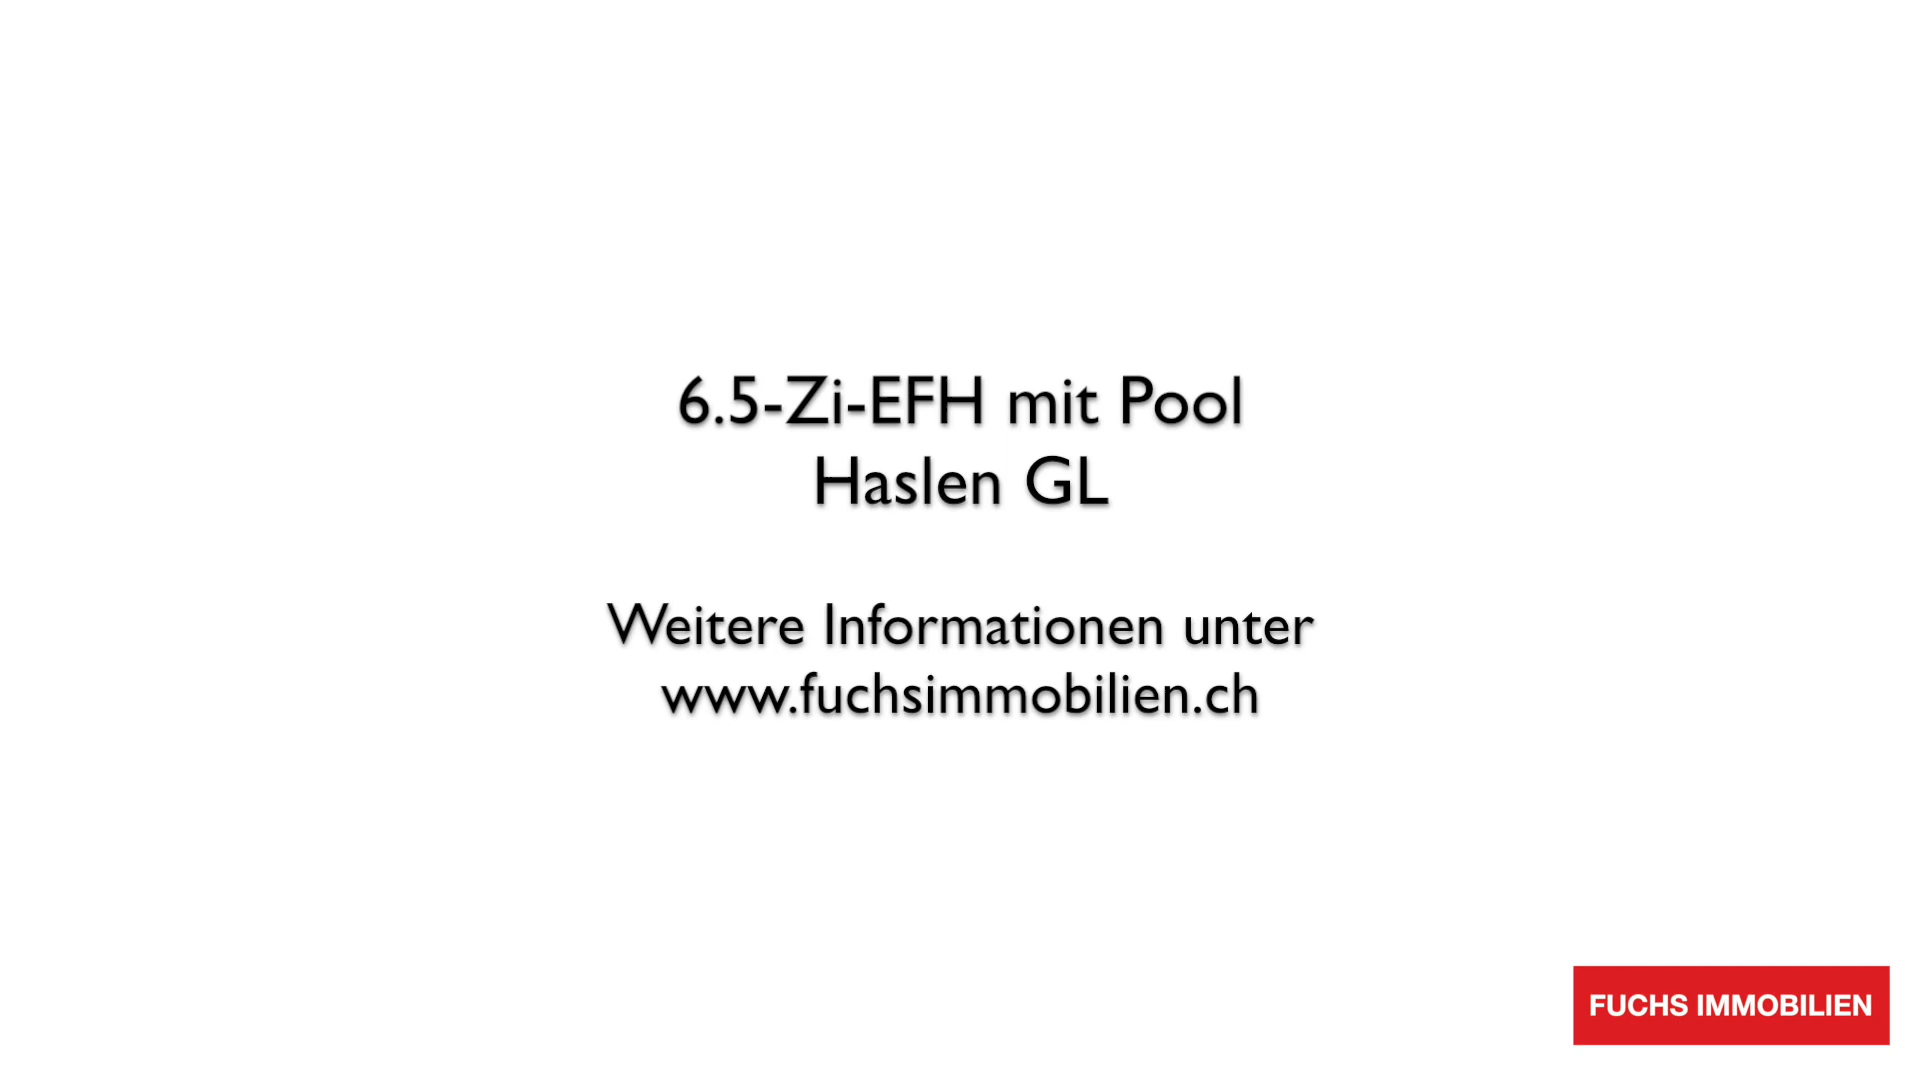 6.5-Zi-EFH mit Pool
Haslen GL
Weitere Informationen unter
www.fuchsimmobilien.ch
FUCHS IMMOBILIEN